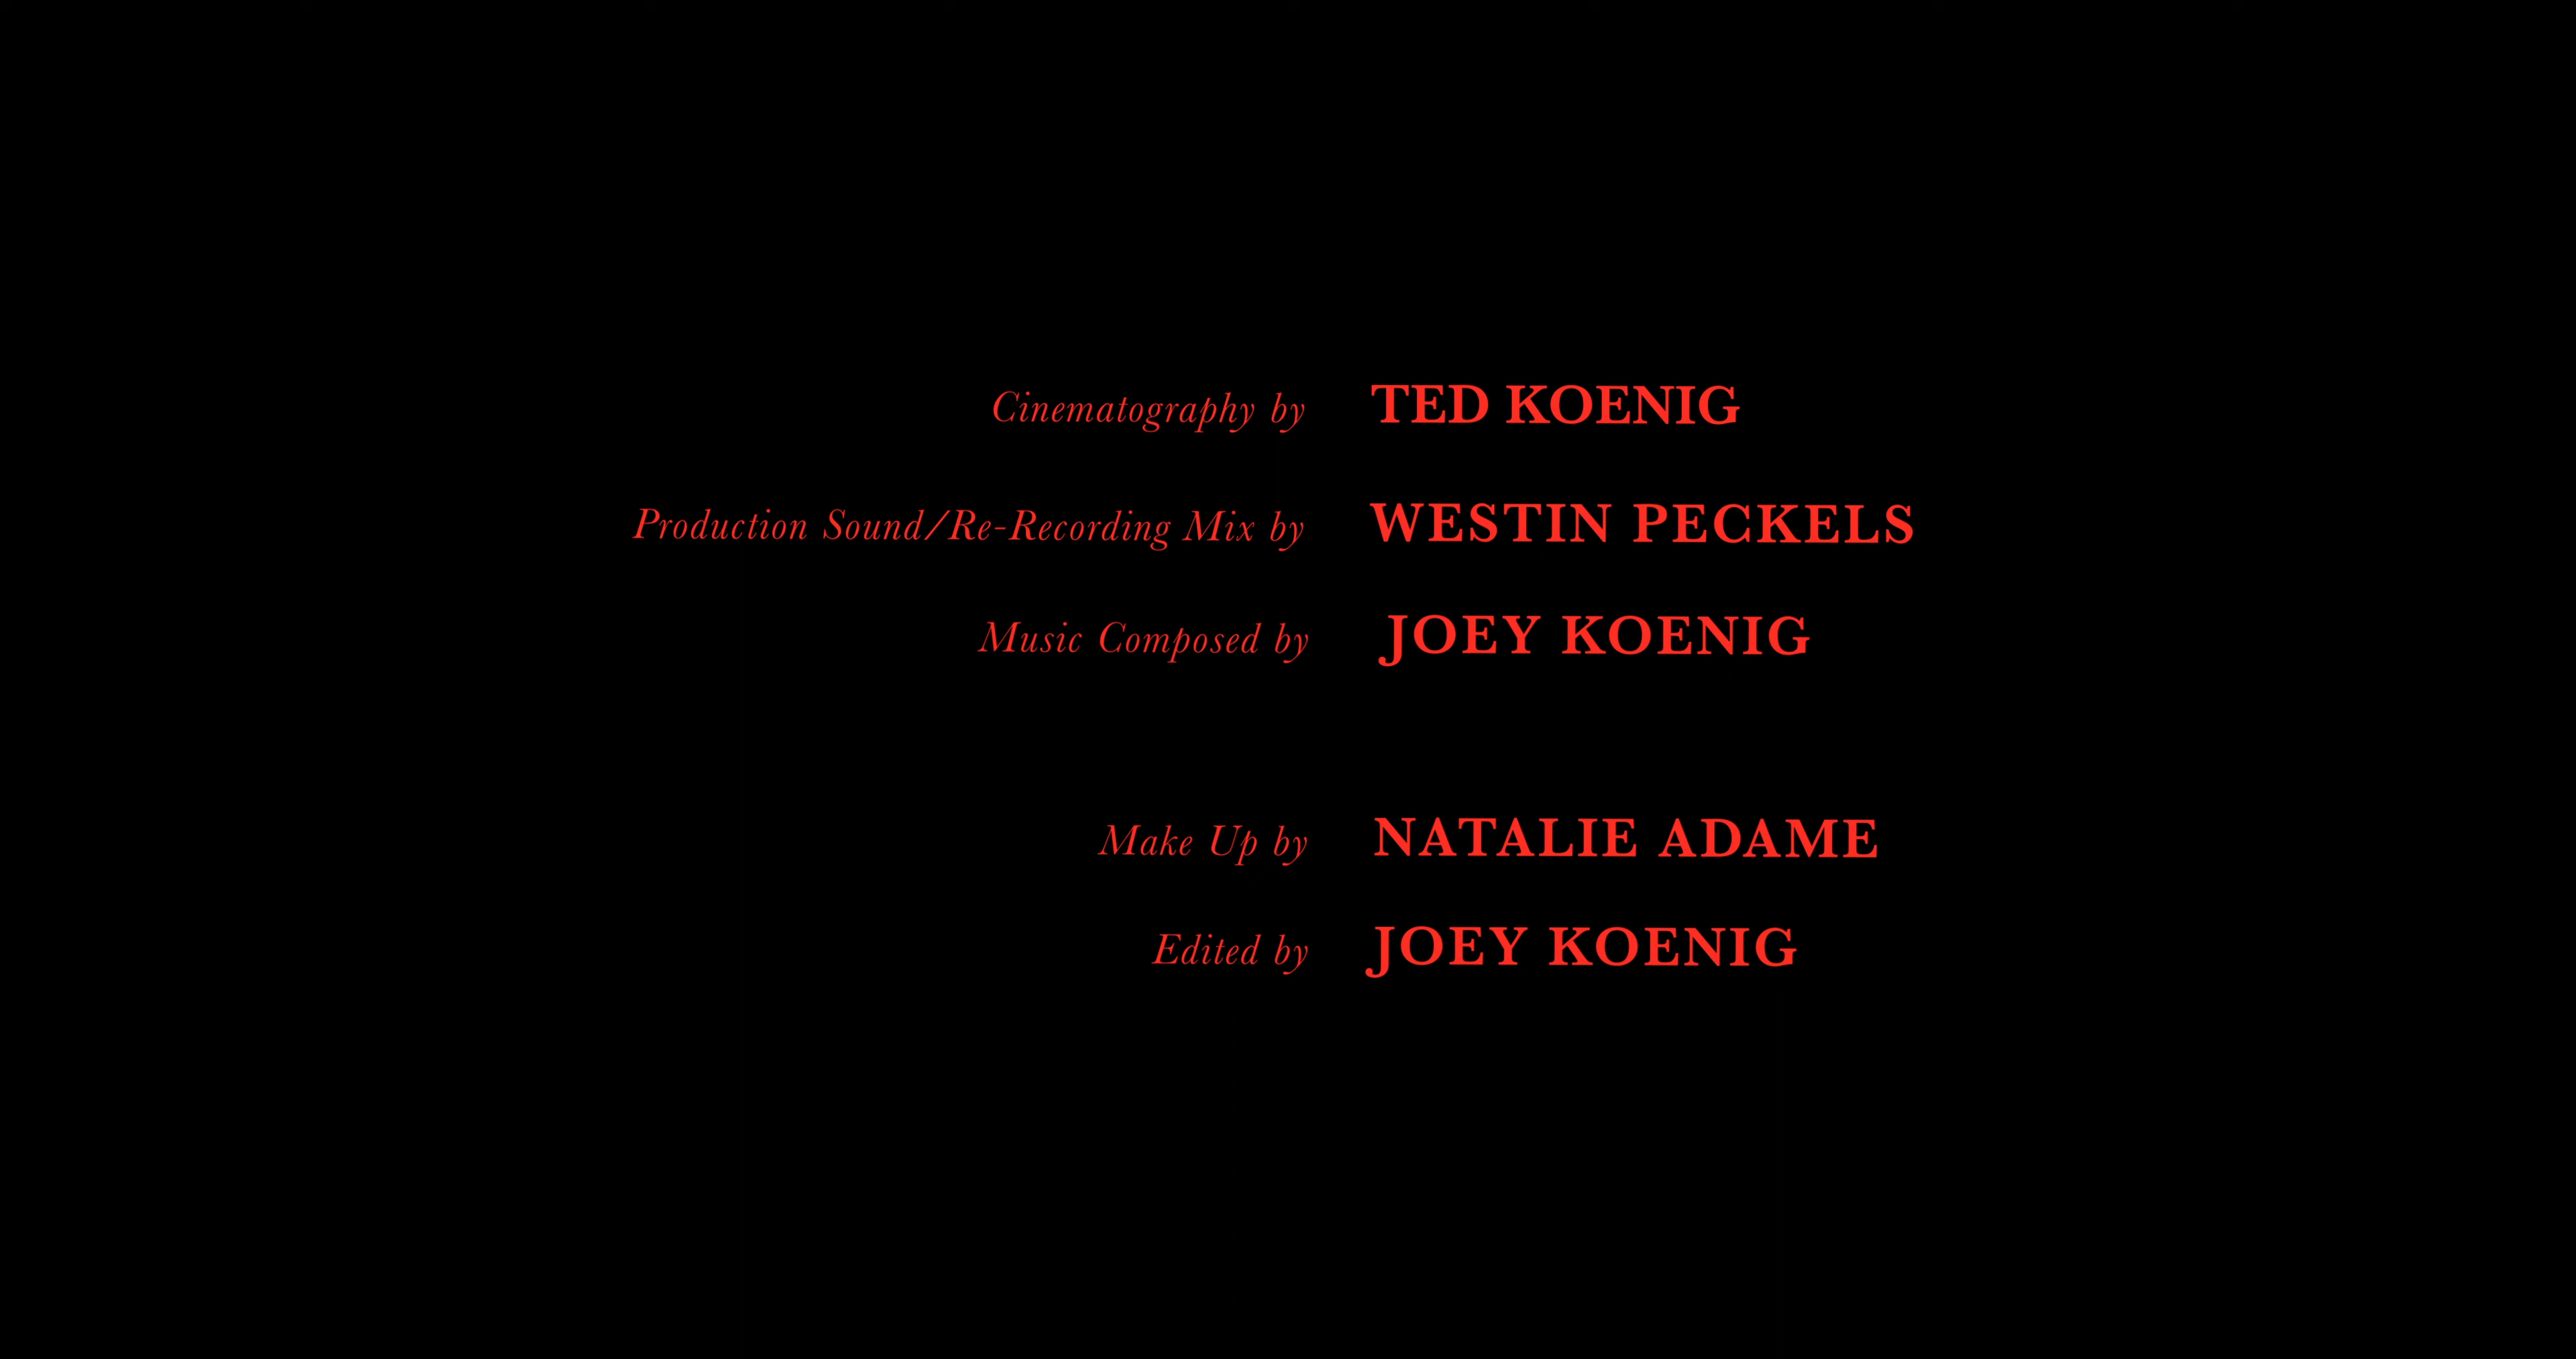 Cinematography by TED KOENIG
Production Sound/Re-Recording Mix by WESTIN PECKELS
Music Composed by JOEY KOENIG
Make Up by NATALIE ADAME
Edited by JOEY KOENIG